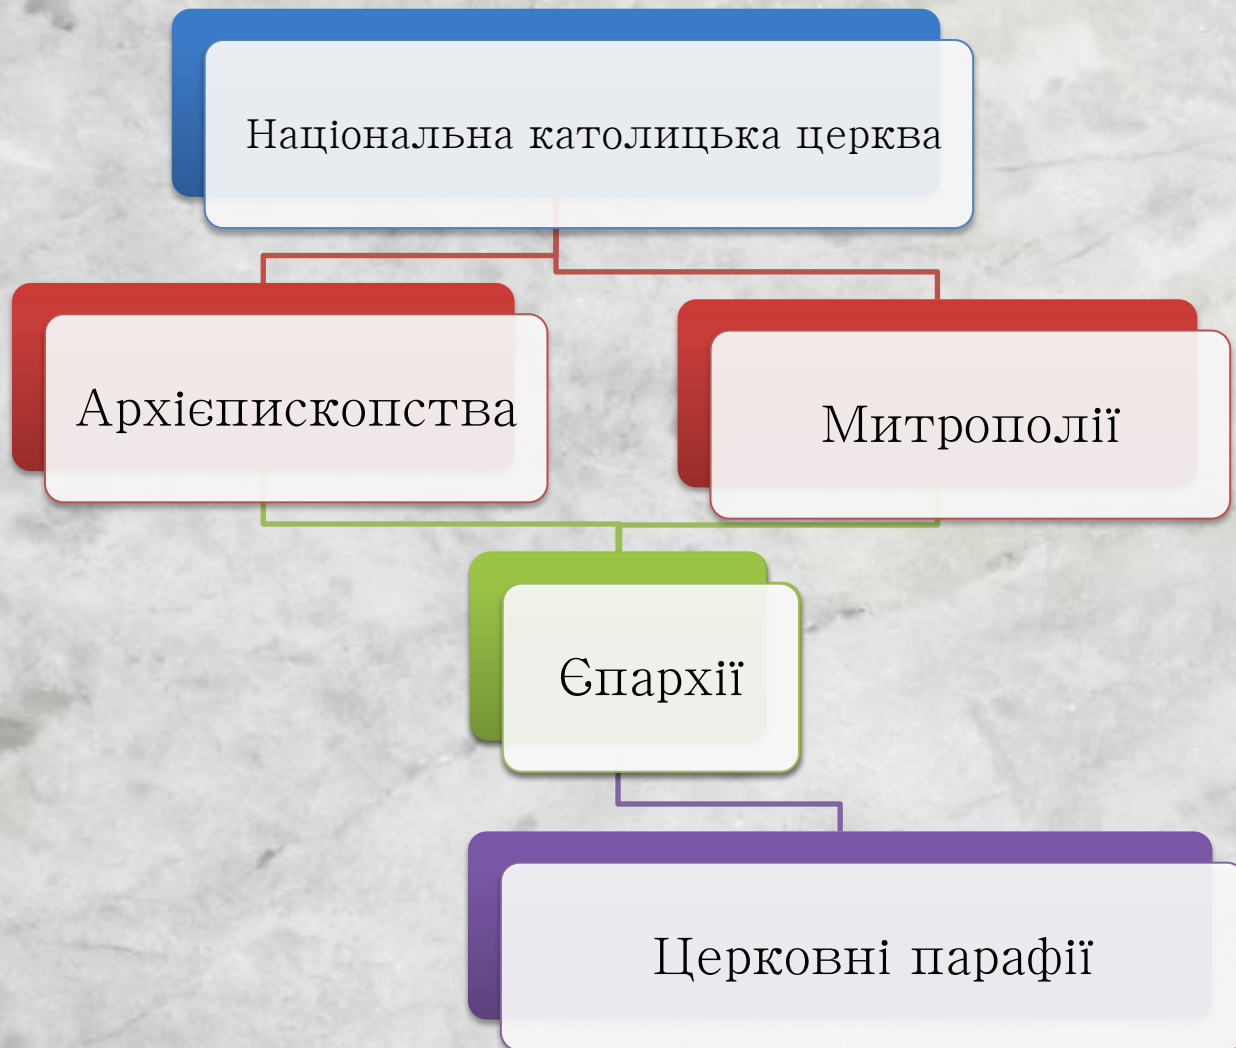 Національна католицька церква
Архієпископства
Митрополії
Єпархії
Церковні парафії